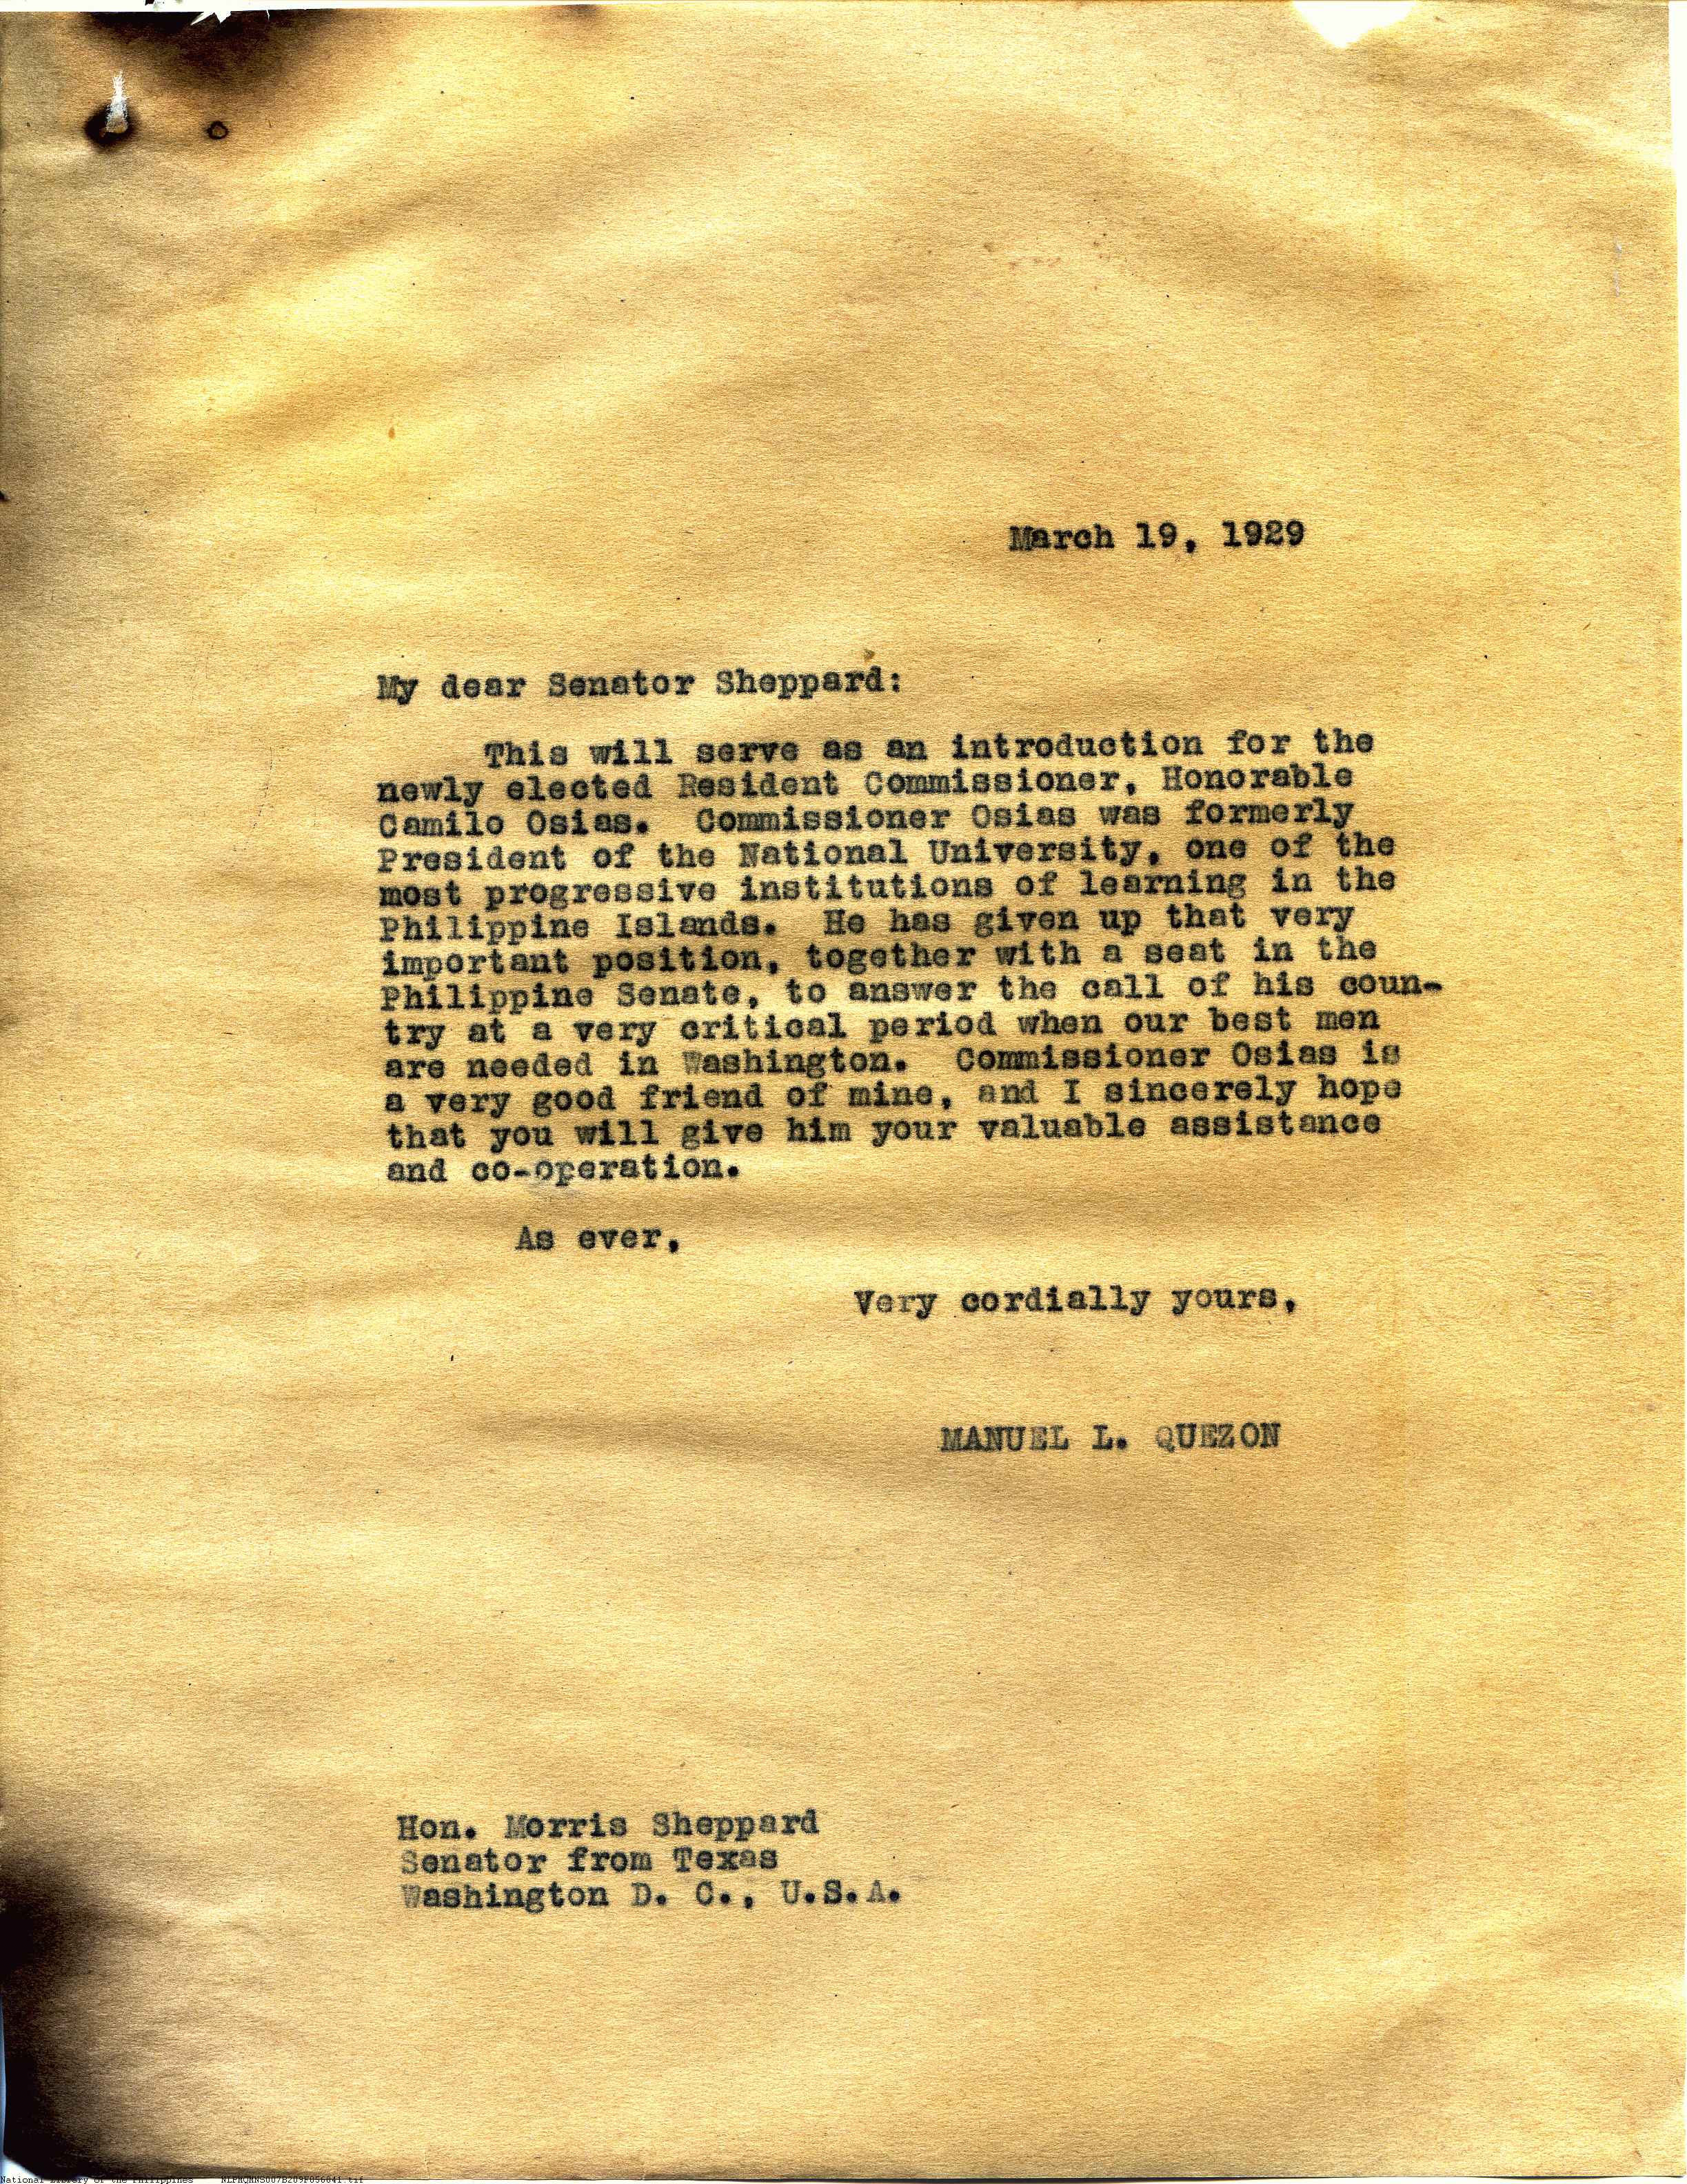 March 19, 1929
My dear Senator Sheppard:
This will serve as an introduction for the
newly elected Resident Commissioner, Honorable
Camilo Osias. Commissioner Osias was formerly
President of the National University, one of the
most progressive institutions of learning in the
Philippine Islands. He has given up that very
important position, together with a seat in the
Philippine Senate, to answer the call of his coun-
try at a very critical period when our best men
are needed in Washington. Commissioner Osias is
a very good friend of mine, and I sincerely hope
that you will give him your valuable assistance
and co-operation.
As ever,
Very cordially yours,
MANUEL L. QUEZON
Hon. Morris Sheppard
Senator from Texas
Washington D. C., U.S.A.
National Library of the Philippines